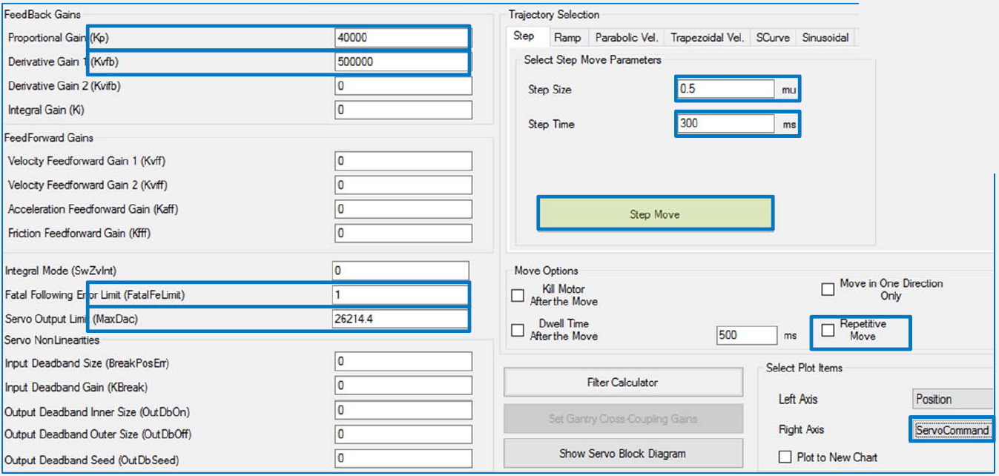 FeedBack Gains
Proportional Gain (Kp) 40000
Derivative Gain 1 (Kvfb) 500000
Derivative Gain 2 (Kvifb) 0
Integral Gain (Ki) 0
FeedForward Gains
Velocity Feedforward Gain 1 (Kvff) 0
Velocity Feedforward Gain 2 (Kviff) 0
Acceleration Feedforward Gain (Kaff) 0
Friction Feedforward Gain (Kfff) 0
Integral Mode (SwZvInt) 0
Fatal Following Error Limit (FatalFeLimit) 1
Servo Output Limit (MaxDac) 26214.4
Servo NonLinearities
Input Deadband Size (BreakPosErr) 0
Input Deadband Gain (KBreak) 0
Output Deadband Inner Size (OutDbOn) 0
Output Deadband Outer Size (OutDbOff) 0
Output Deadband Seed (OutDbSeed) 0
Trajectory Selection
Step Ramp Parabolic Vel. Trapezoidal Vel. SCurve Sinusoidal
Select Step Move Parameters
Step Size 0.5 mu
Step Time 300 ms
Step Move
Move Options
Kill Motor
After the Move
Move in One Direction
Only
Dwell Time
After the Move
500 ms
Repetitive
Move
Filter Calculator
Set Gantry Cross-Coupling Gains
Show Servo Block Diagram
Select Plot Items
Left Axis Position
Right Axis ServoCommand
Plot to New Chart